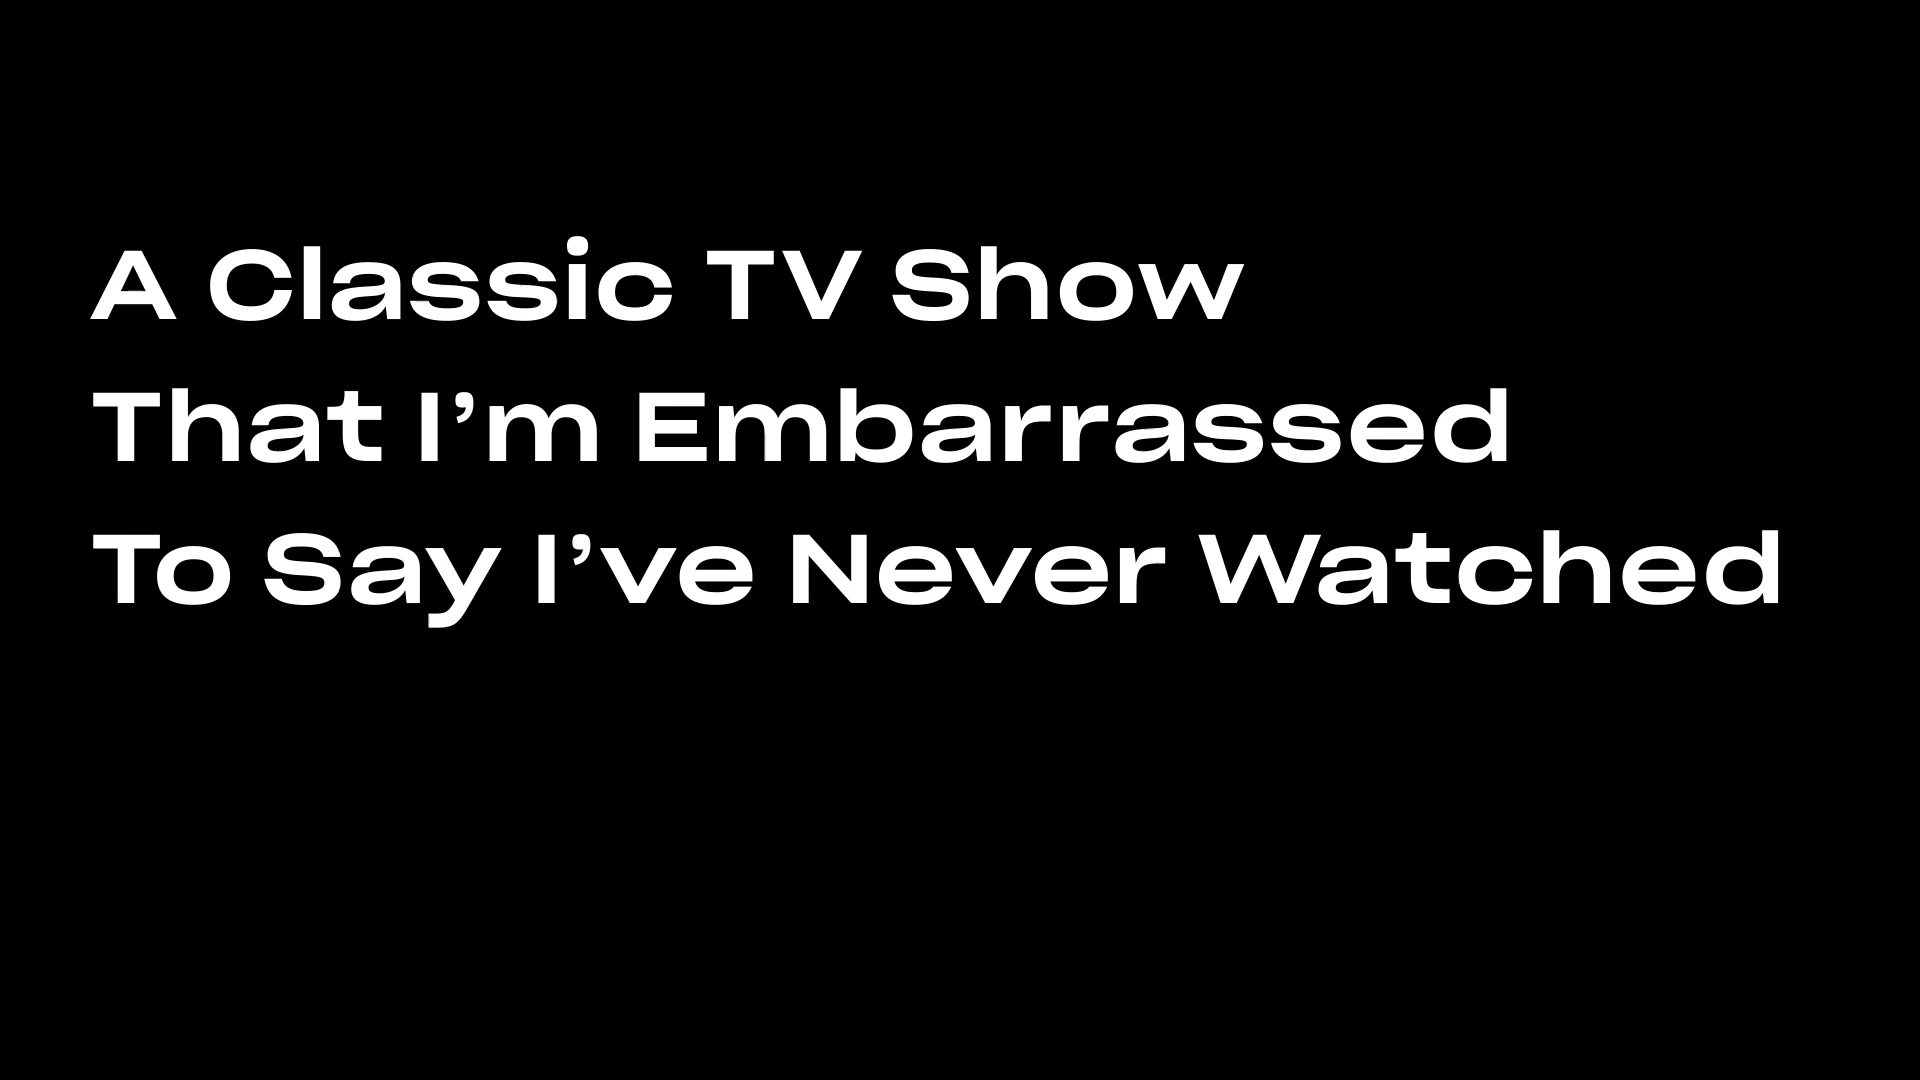 A Classic TV Show
That I’m Embarrassed
To Say I’ve Never Watched